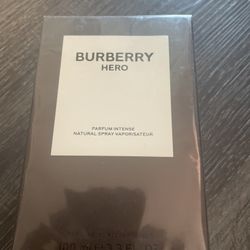 BURBERRY
HERO
PARFUM INTENSE
NATURAL SPRAY VAPORISATEUR